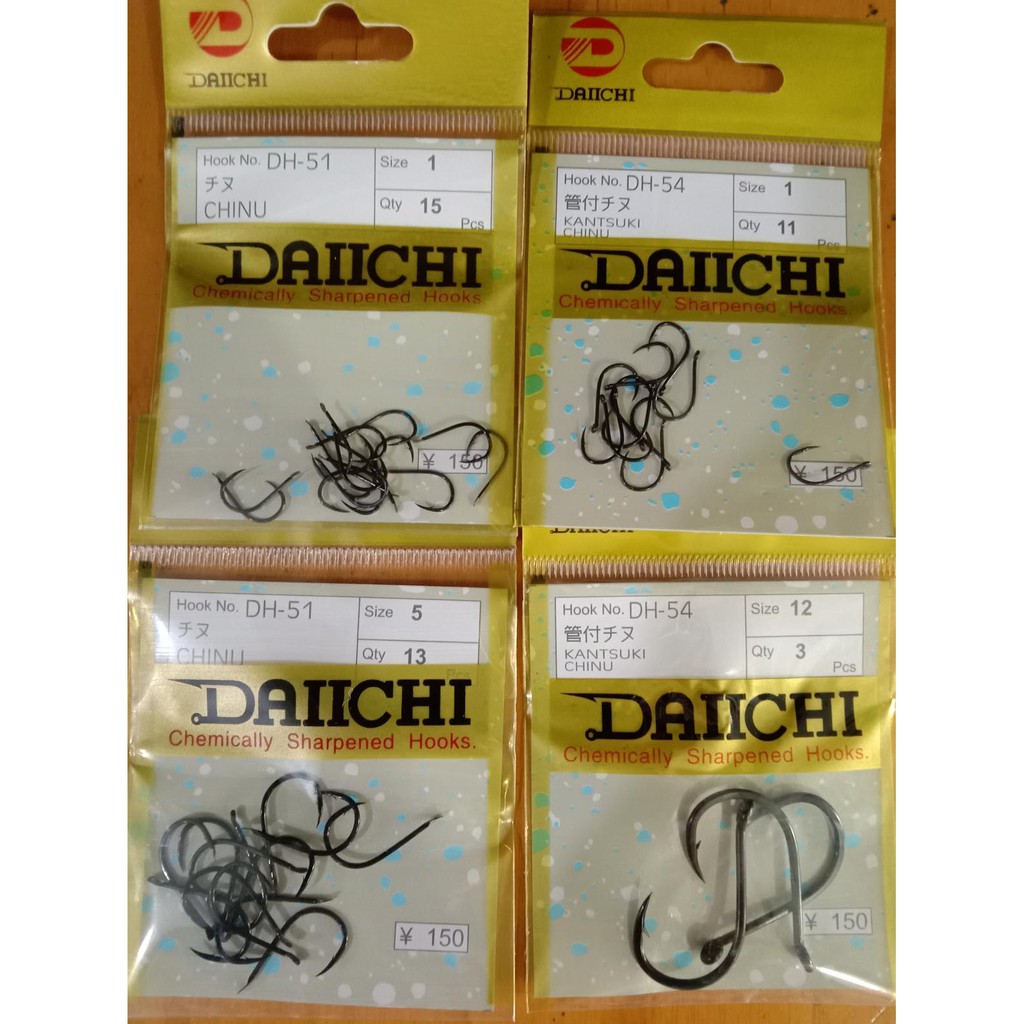 DAIICHI
Hook No. DH-51
チヌ
CHINU
Size 1
Qty 15 Pcs
DAIICHI
Chemically Sharpened Hooks
¥ 150
DAIICHI
Hook No. DH-54
管付チヌ
KANTSUKI
CHINU
Size 1
Qty 11 Pcs
DAIICHI
Chemically Sharpened Hooks
¥ 150
Hook No. DH-51
チヌ
CHINU
Size 5
Qty 13
DAIICHI
Chemically Sharpened Hooks.
¥ 150
DAIICHI
Hook No. DH-54
管付チヌ
KANTSUKI
CHINU
Size 12
Qty 3 Pcs
DAIICHI
Chemically Sharpened Hooks.
¥ 150